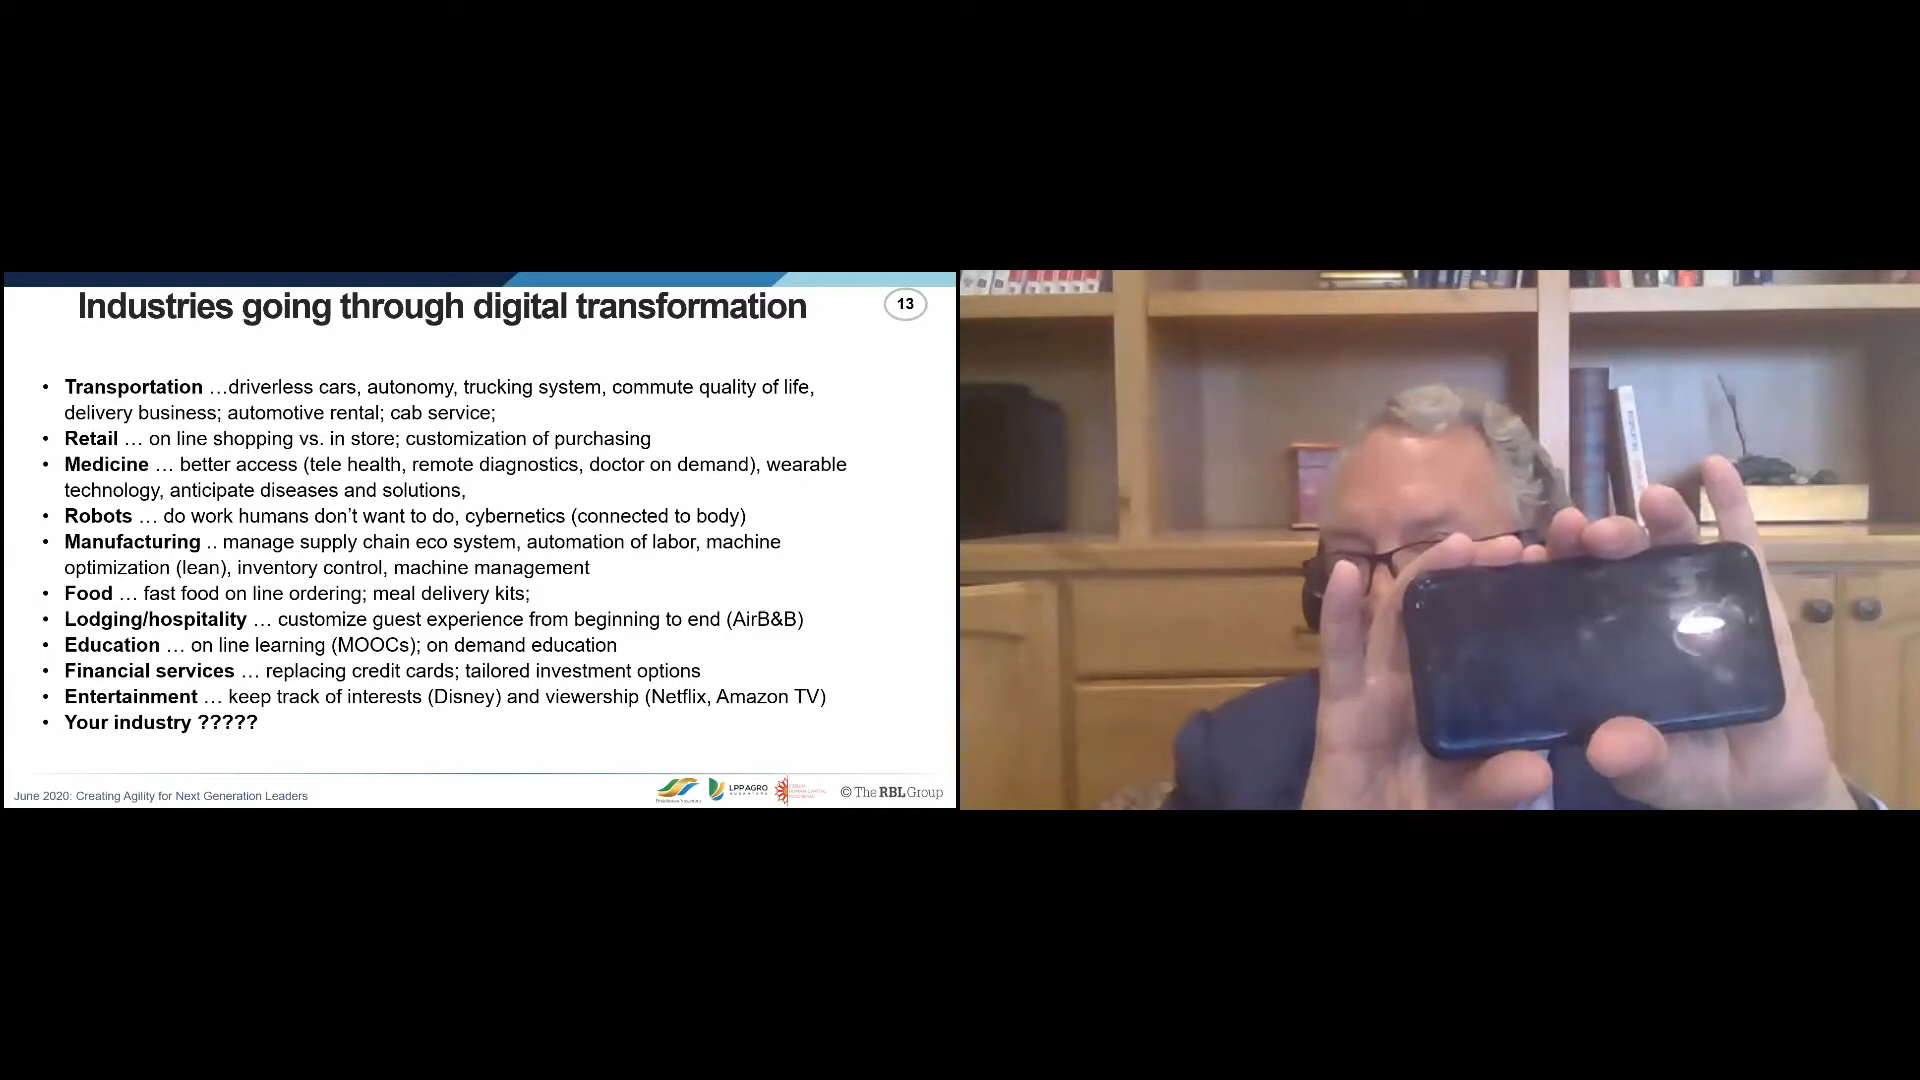 Industries going through digital transformation
13
• Transportation …driverless cars, autonomy, trucking system, commute quality of life,
delivery business; automotive rental; cab service;
• Retail … on line shopping vs. in store; customization of purchasing
• Medicine … better access (tele health, remote diagnostics, doctor on demand), wearable
technology, anticipate diseases and solutions,
• Robots … do work humans don’t want to do, cybernetics (connected to body)
• Manufacturing .. manage supply chain eco system, automation of labor, machine
optimization (lean), inventory control, machine management
• Food … fast food on line ordering; meal delivery kits;
• Lodging/hospitality … customize guest experience from beginning to end (AirB&B)
• Education … on line learning (MOOCs); on demand education
• Financial services … replacing credit cards; tailored investment options
• Entertainment … keep track of interests (Disney) and viewership (Netflix, Amazon TV)
• Your industry ?????
June 2020: Creating Agility for Next Generation Leaders
LPPAGRO
NUSANTARA
© The RBL Group